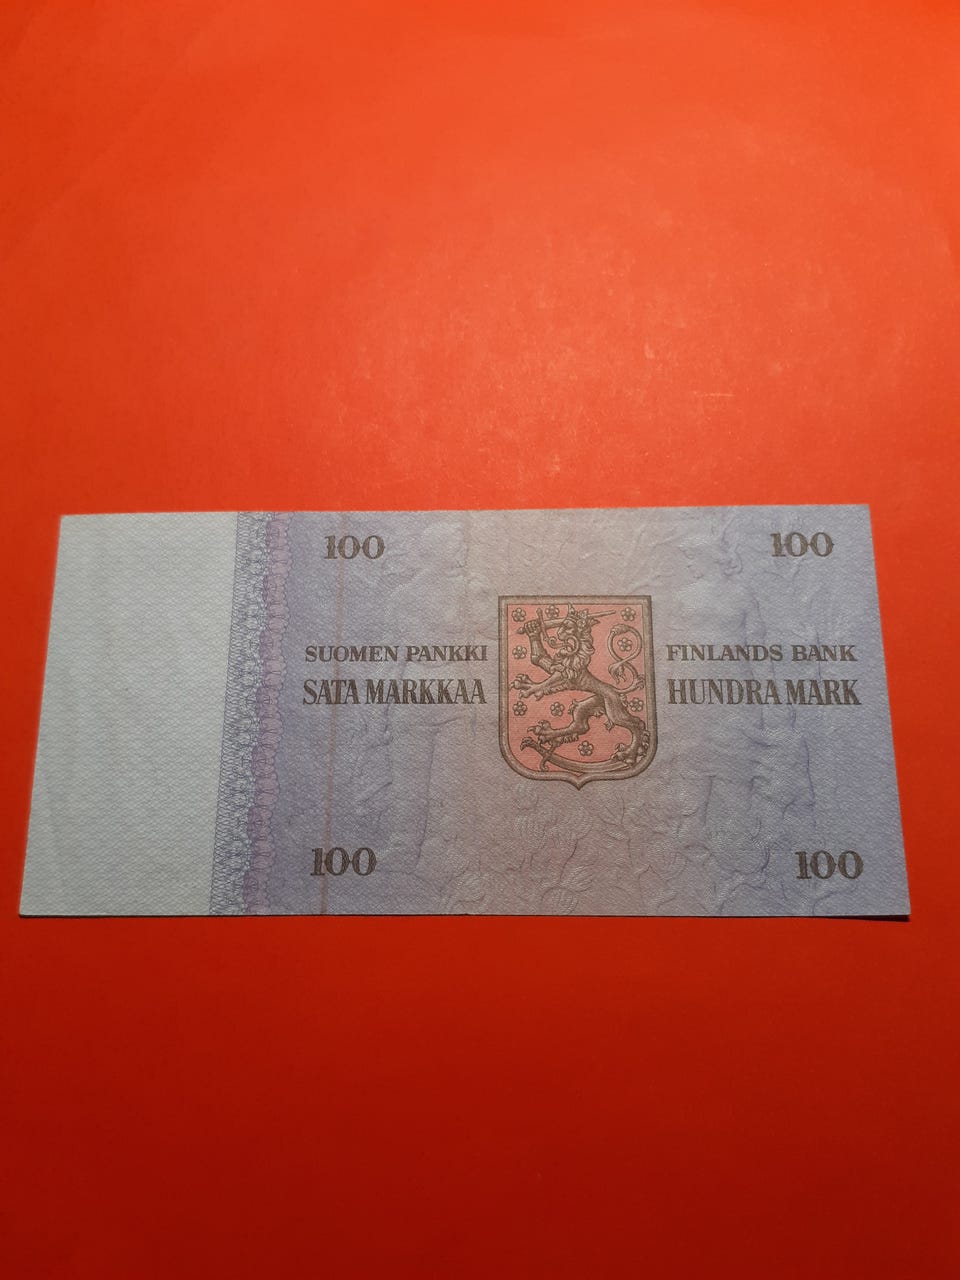 100 100
SUOMEN PANKKI FINLANDS BANK
SATA MARKKAA HUNDRA MARK
100 100